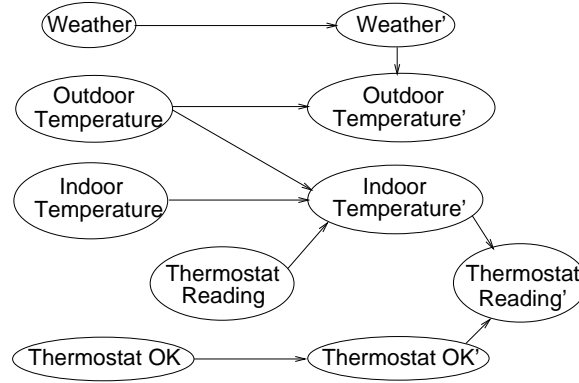 Weather
Weather'
Outdoor
Temperature
Outdoor
Temperature'
Indoor
Temperature
Indoor
Temperature'
Thermostat
Reading
Thermostat
Reading'
Thermostat OK
Thermostat OK'